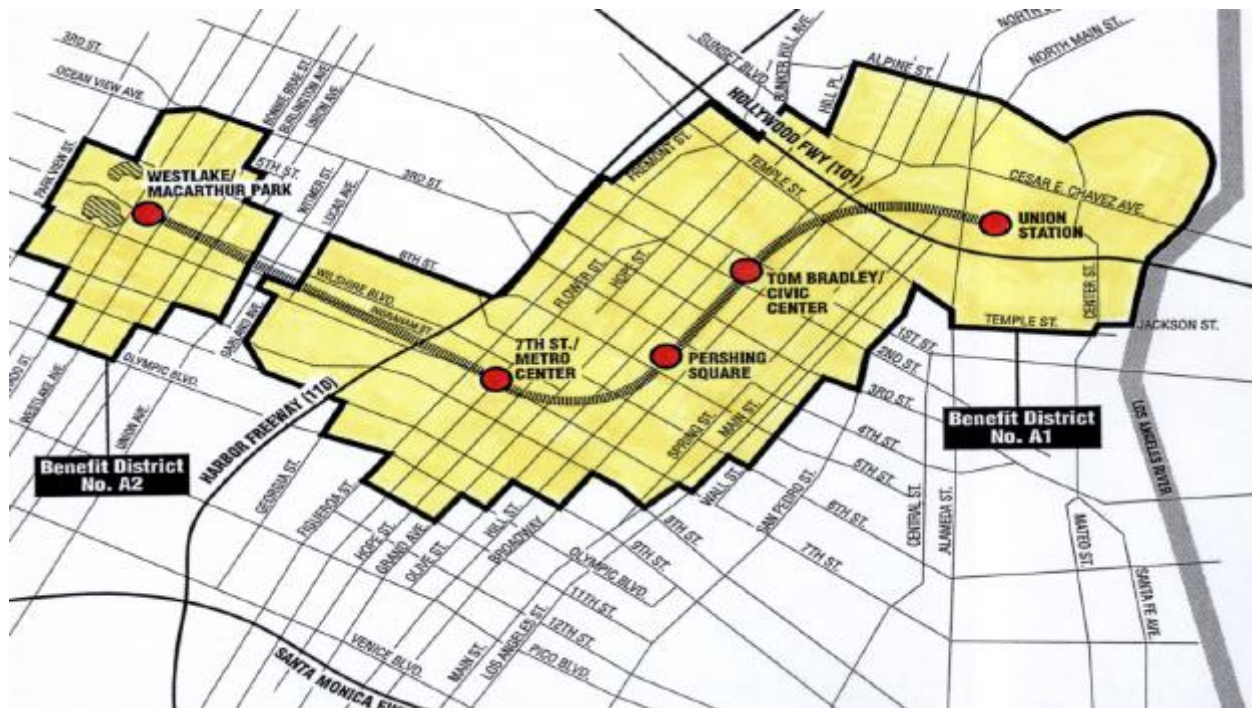 3RD ST.
OCEAN VIEW AVE.
PARK VIEW ST.
BONNIE BRAE ST.
BURLINGTON AVE.
UNION AVE.
5TH ST.
WITMER ST.
LUCAS AVE.
3RD ST.
WESTLAKE/
MACARTHUR PARK
6TH ST.
WILSHIRE BLVD.
INGRAHAM ST.
GARLAND AVE.
OLYMPIC BLVD.
WESTLAKE AVE.
UNION AVE.
Benefit District
No. A2
HARBOR FREEWAY (110)
GEORGIA ST.
FIGUEROA ST.
HOPE ST.
GRAND AVE.
OLIVE ST.
HILL ST.
BROADWAY
7TH ST./
METRO
CENTER
FLOWER ST.
HOPE ST.
FREMONT ST.
TEMPLE ST.
SUNSET BLVD.
BUNKER HILL AVE.
HILL PL.
ALPINE ST.
NORTH MAIN ST.
HOLLYWOOD FWY (101)
CESAR E. CHAVEZ AVE.
UNION
STATION
TOM BRADLEY/
CIVIC
CENTER
PERSHING
SQUARE
CENTER ST.
TEMPLE ST.
JACKSON ST.
1ST. ST.
2ND. ST.
3RD. ST.
4TH. ST.
5TH. ST.
6TH. ST.
7TH. ST.
SPRING ST.
MAIN ST.
WALL ST.
SAN PEDRO ST.
CENTRAL ST.
ALAMEDA ST.
Benefit District
No. A1
LOS ANGELES RIVER
MATEO ST.
SANTA FE AVE.
8TH. ST.
9TH. ST.
OLYMPIC BLVD.
11TH ST.
12TH ST.
PICO BLVD.
MAIN ST.
LOS ANGELES ST.
VENICE BLVD.
SANTA MONICA